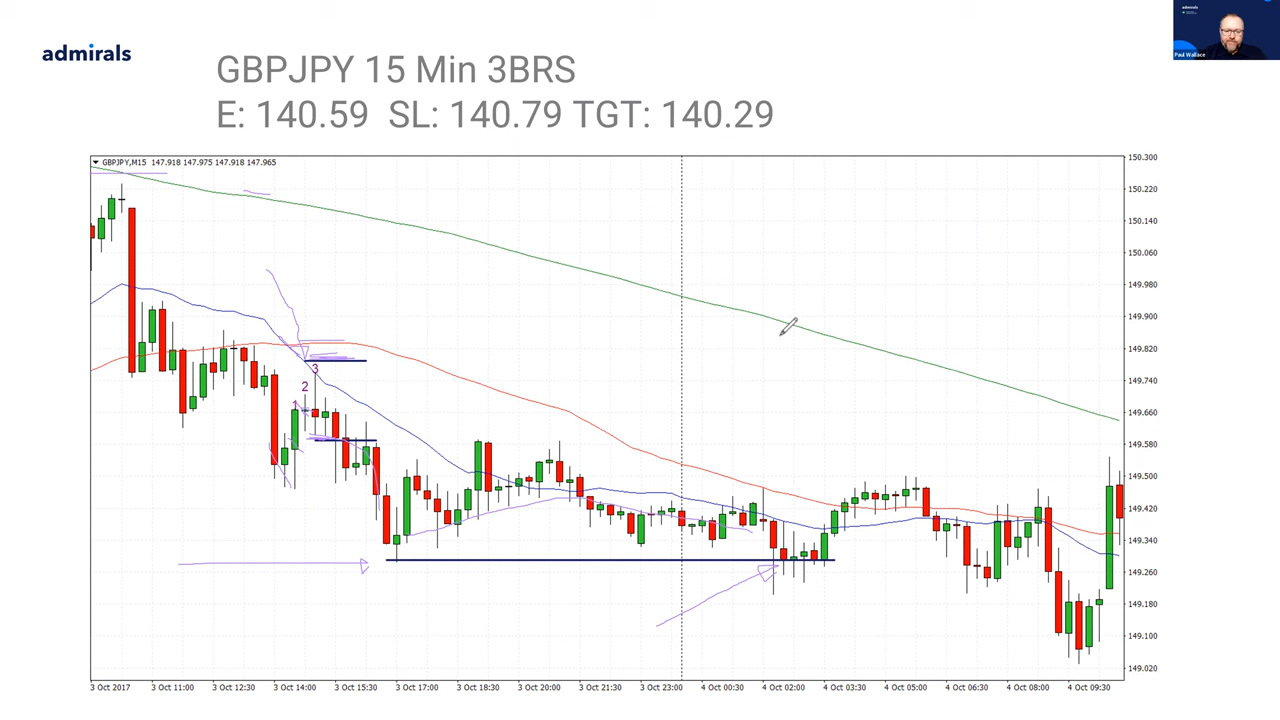 admirals
admirals
Paul Wallace
GBPJPY 15 Min 3BRS
E: 140.59 SL: 140.79 TGT: 140.29
GBPJPY,M15 147.918 147.975 147.918 147.965
150.300
150.220
150.140
150.060
149.980
149.900
149.820
149.740
149.660
149.580
149.500
149.420
149.340
149.260
149.180
149.100
149.020
3
2
1
3 Oct 2017 3 Oct 11:00 3 Oct 12:30 3 Oct 14:00 3 Oct 15:30 3 Oct 17:00 3 Oct 18:30 3 Oct 20:00 3 Oct 21:30 3 Oct 23:00 4 Oct 00:30 4 Oct 02:00 4 Oct 03:30 4 Oct 05:00 4 Oct 06:30 4 Oct 08:00 4 Oct 09:30